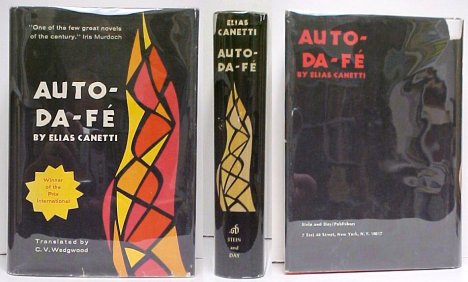 "One of the few great novels
of the century." Iris Murdoch
AUTO-
DA-FÉ
BY ELIAS CANETTI
Winner
of the
Prix
International
Translated by
C. V. Wedgwood
ELIAS
CANETTI
AUTO-
DA-FÉ
STEIN
AND
DAY
AUTO-
DA-FÉ
BY ELIAS CANETTI
Stein and Day/Publishers
7 East 48 Street, New York, N.Y. 10017